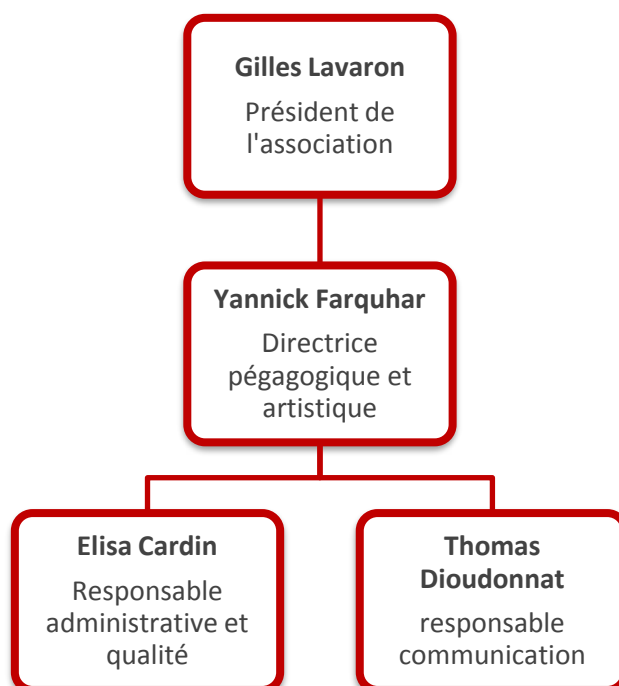 Gilles Lavaron
Président de
l'association
Yannick Farquhar
Directrice
pégagogique et
artistique
Elisa Cardin
Responsable
administrative et
qualité
Thomas
Dioudonnat
responsable
communication